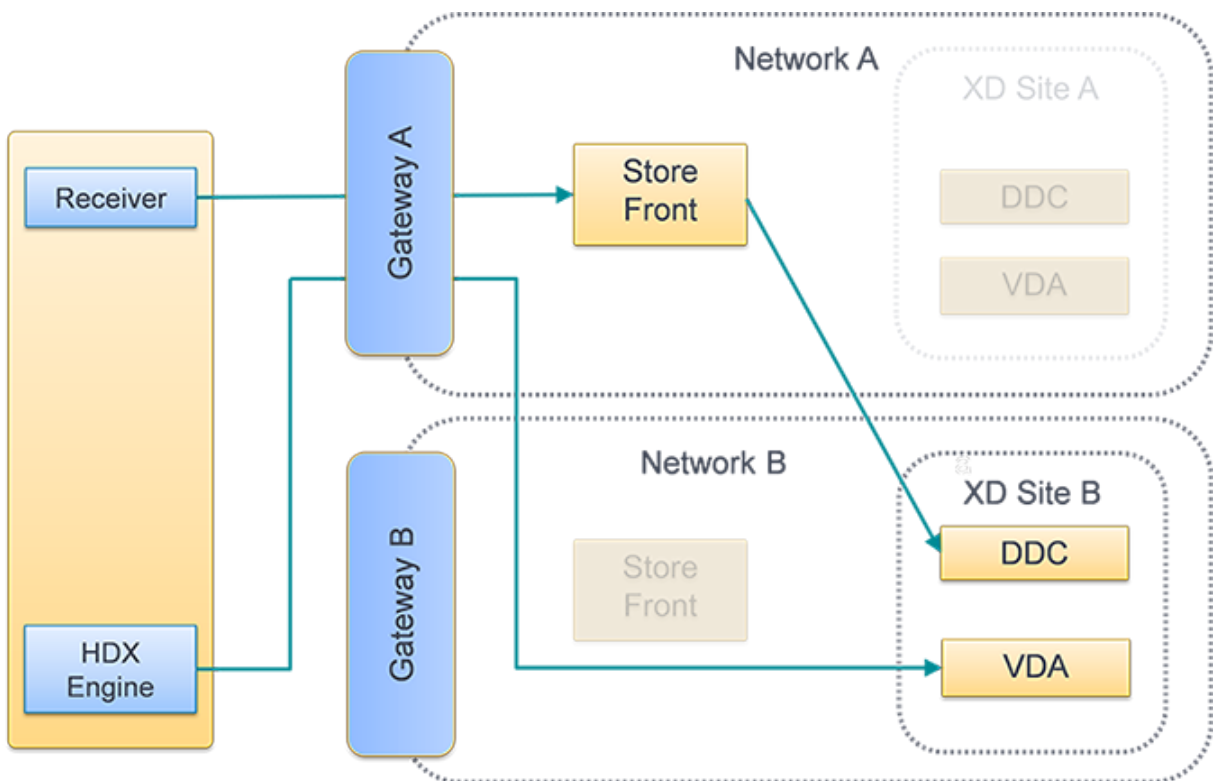 Network A
XD Site A
Receiver
Gateway A
Store
Front
DDC
VDA
Network B
XD Site B
Gateway B
Store
Front
DDC
HDX
Engine
VDA